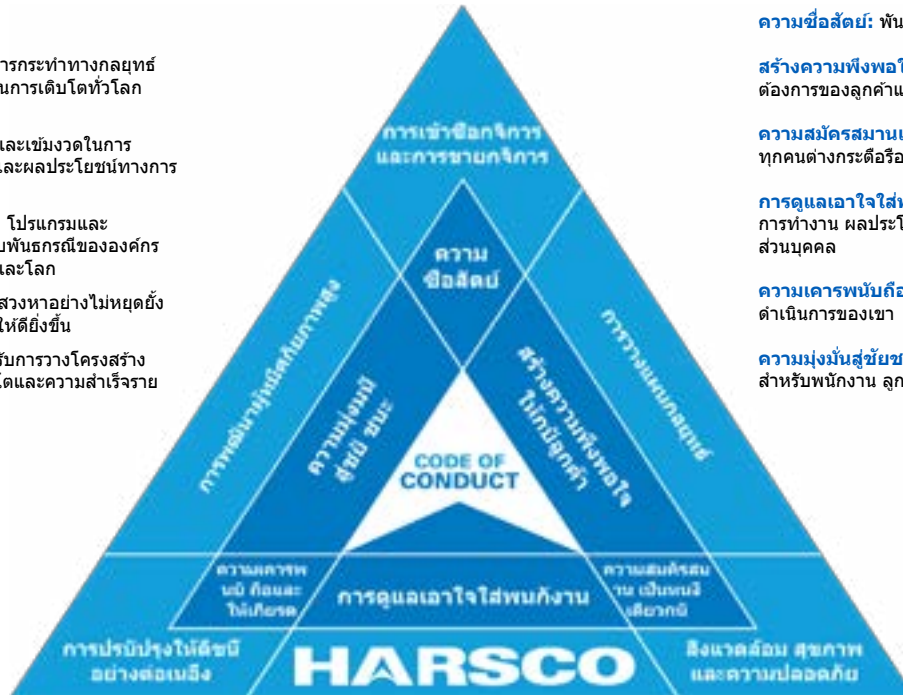 ารกระทำทางกลยุทธ์
นการเติบโตทั่วโลก
และเข้มงวดในการ
และผลประโยชน์ทางการ
โปรแกรมและ
บพันธกรณีขององค์กร
และโลก
สวงหาอย่างไม่หยุดยั้ง
ให้ดียิ่งขึ้น
รับการวางโครงสร้าง
โตและความสำเร็จราย
การเข้าซื้อกิจการ
และการขายกิจการ
ความ
ซื่อสัตย์
การพัฒนาหุ้นมีศักยภาพสูง
ความมุ่งมนั
สู่ชยั ชนะ
สร้างความพึงพอใจ
ให้กบัลูกค้า
การวางแผนกลยุทธ์
CODE OF
CONDUCT
ความเคารพ
นบั ถือและ
ให้เกียรต
การดูแลเอาใจใส่พนกังาน
ความสมคัรสม
าน เป็นหนงึ
เดียวกนั
การปรบัปรุงให้ดีขนึ
อย่างต่อเนอึง
HARSCO
สิงแวดล้อม สุขภาพ
และความปลอดภัย
ความซื่อสัตย์: พัน
สร้างความพึงพอใ
ต้องการของลูกค้าแ
ความสมัครสมานเ
ทุกคนต่างกระตือรือ
การดูแลเอาใจใส่พ
การทำงาน ผลประโ
ส่วนบุคคล
ความเคารพนับถือ
ดำเนินการของเขา
ความมุ่งมั่นสู่ชัยช
สำหรับพนักงาน ลูก